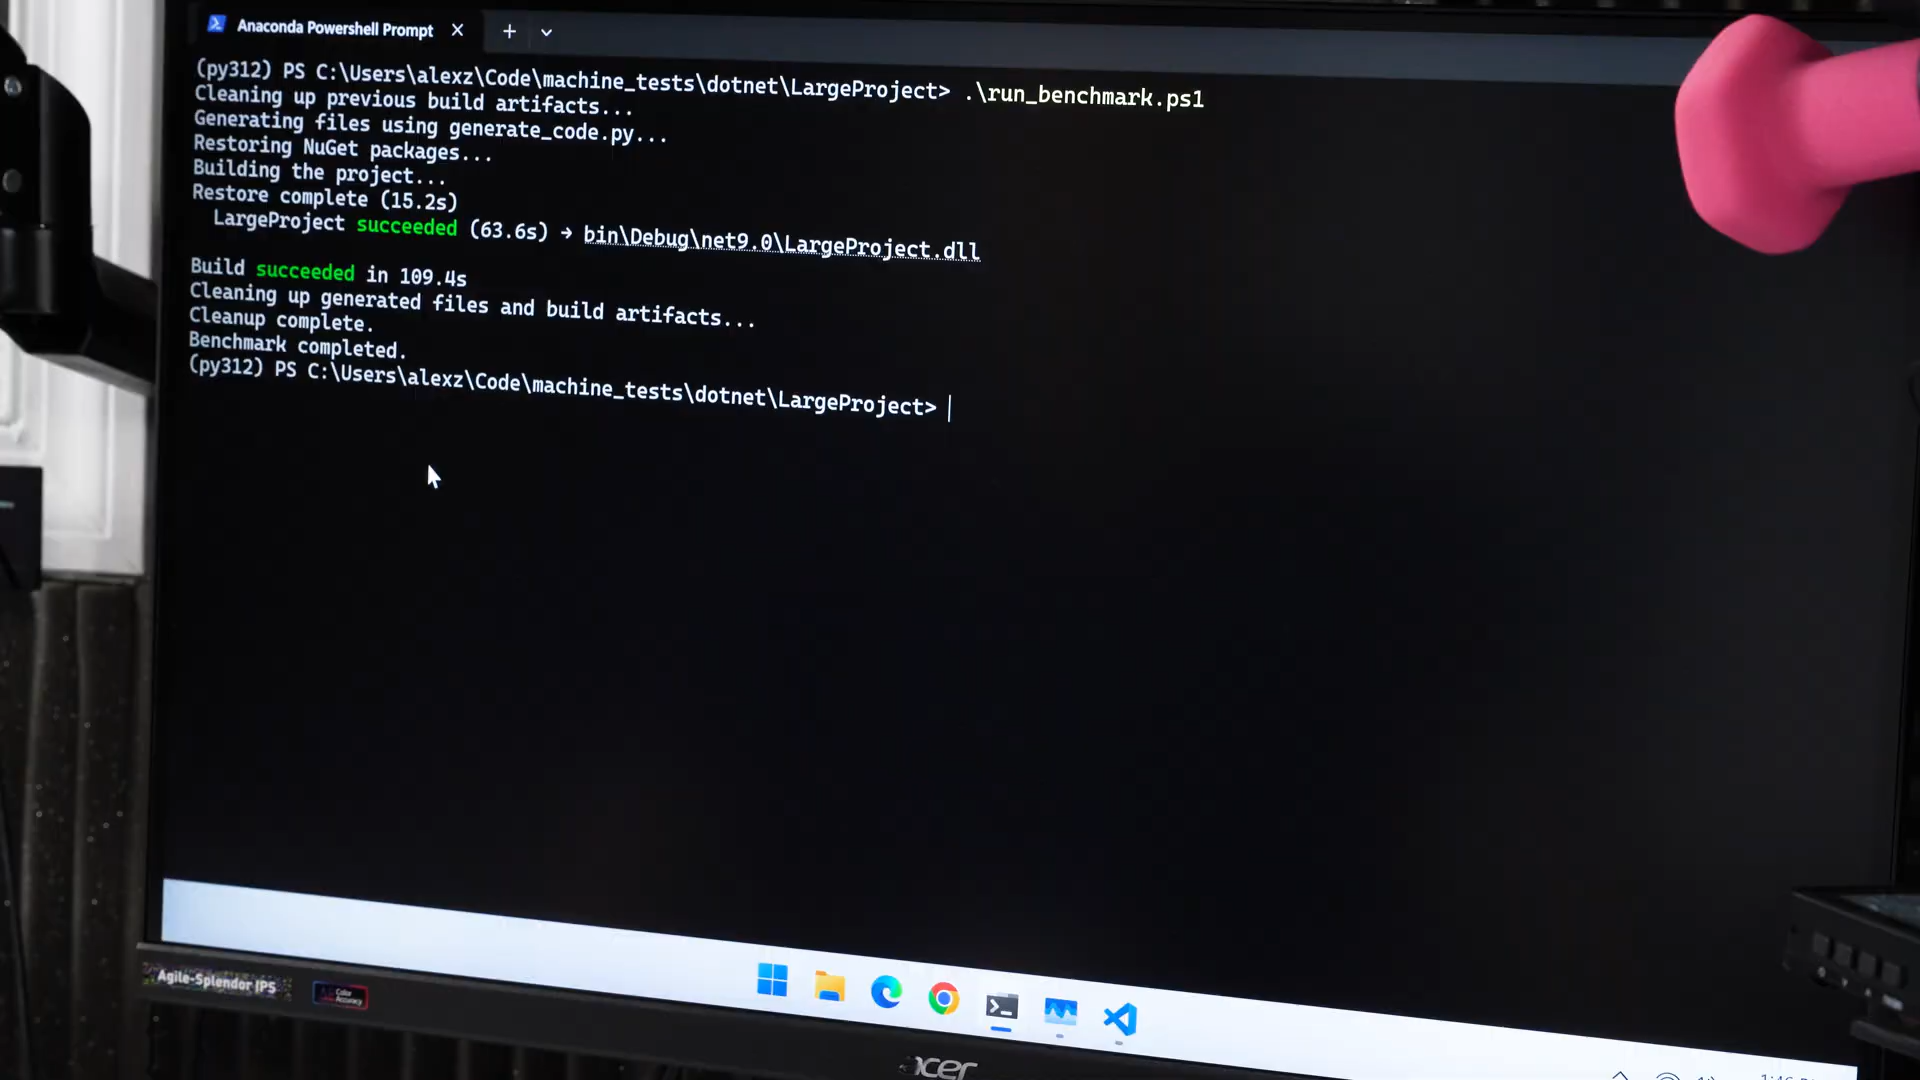 Anaconda Powershell Prompt
(py312) PS C:\Users\alexz\Code\machine_tests\dotnet\LargeProject> .\run_benchmark.ps1
Cleaning up previous build artifacts...
Generating files using generate_code.py...
Restoring NuGet packages...
Building the project...
Restore complete (15.2s)
LargeProject succeeded (63.6s) → bin\Debug\net9.0\LargeProject.dll
Build succeeded in 109.4s
Cleaning up generated files and build artifacts...
Cleanup complete.
Benchmark completed.
(py312) PS C:\Users\alexz\Code\machine_tests\dotnet\LargeProject>
Agile-Splendor IPS
Color
Accuracy
acer